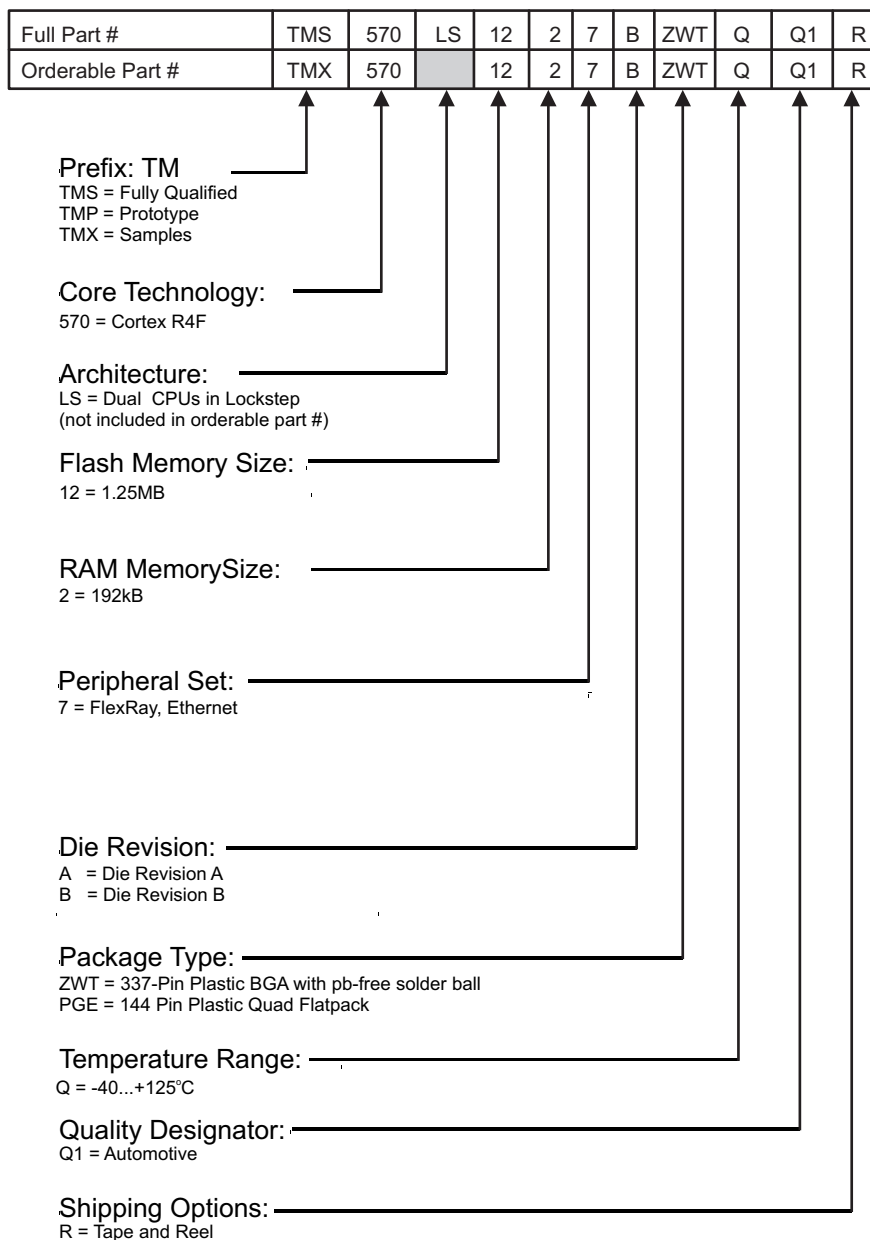 Full Part # TMS 570 LS 12 2 7 B ZWT Q Q1 R
Orderable Part # TMX 570 12 2 7 B ZWT Q Q1 R
Prefix: TM
TMS = Fully Qualified
TMP = Prototype
TMX = Samples
Core Technology:
570 = Cortex R4F
Architecture:
LS = Dual CPUs in Lockstep
(not included in orderable part #)
Flash Memory Size:
12 = 1.25MB
RAM MemorySize:
2 = 192kB
Peripheral Set:
7 = FlexRay, Ethernet
Die Revision:
A = Die Revision A
B = Die Revision B
Package Type:
ZWT = 337-Pin Plastic BGA with pb-free solder ball
PGE = 144 Pin Plastic Quad Flatpack
Temperature Range:
Q = -40...+125°C
Quality Designator:
Q1 = Automotive
Shipping Options:
R = Tape and Reel